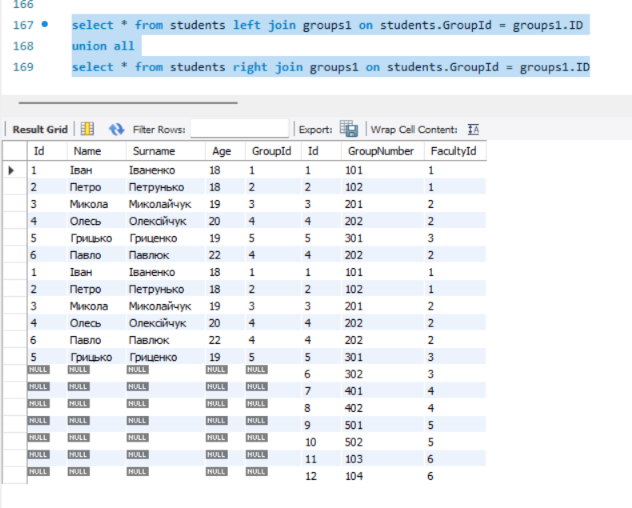 166
167 select * from students left join groups1 on students.GroupId = groups1.ID
168 union all
169 select * from students right join groups1 on students.GroupId = groups1.ID
Result Grid Filter Rows: Export: Wrap Cell Content:
Id Name Surname Age GroupId Id GroupNumber FacultyId
1 Іван Іваненко 18 1 1 101 1
2 Петро Петрунько 18 2 2 102 1
3 Микола Миколайчук 19 3 3 201 2
4 Олесь Олексійчук 20 4 4 202 2
5 Грицько Гриценко 19 5 5 301 3
6 Павло Павлюк 22 4 4 202 2
1 Іван Іваненко 18 1 1 101 1
2 Петро Петрунько 18 2 2 102 1
3 Микола Миколайчук 19 3 3 201 2
4 Олесь Олексійчук 20 4 4 202 2
6 Павло Павлюк 22 4 4 202 2
5 Грицько Гриценко 19 5 5 301 3
NULL NULL NULL NULL NULL 6 302 3
NULL NULL NULL NULL NULL 7 401 4
NULL NULL NULL NULL NULL 8 402 4
NULL NULL NULL NULL NULL 9 501 5
NULL NULL NULL NULL NULL 10 502 5
NULL NULL NULL NULL NULL 11 103 6
NULL NULL NULL NULL NULL 12 104 6